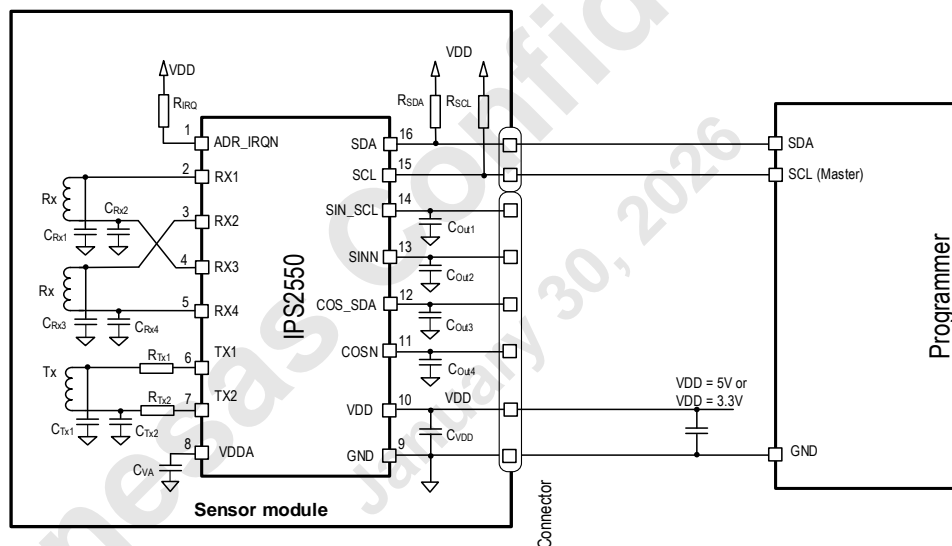 VDD
VDD
RIRQ
RSDA
RSCL
1
ADR_IRQN
SDA
16
SDA
2
RX1
SCL
15
SCL (Master)
Rx
CRx2
CRx1
3
RX2
SIN_SCL
14
COut1
4
RX3
SINN
13
COut2
Rx
CRx3
CRx4
5
RX4
COS_SDA
12
COut3
IPS2550
COSN
11
COut4
TX1
RTx1
6
Tx
RTx2
7
TX2
CTx1
CTx2
VDD
10
VDD
CVDD
VDD = 5V or
VDD = 3.3V
8
VDDA
CVA
GND
9
GND
Sensor module
Connector
Programmer
nesas Confid
January 30, 2026